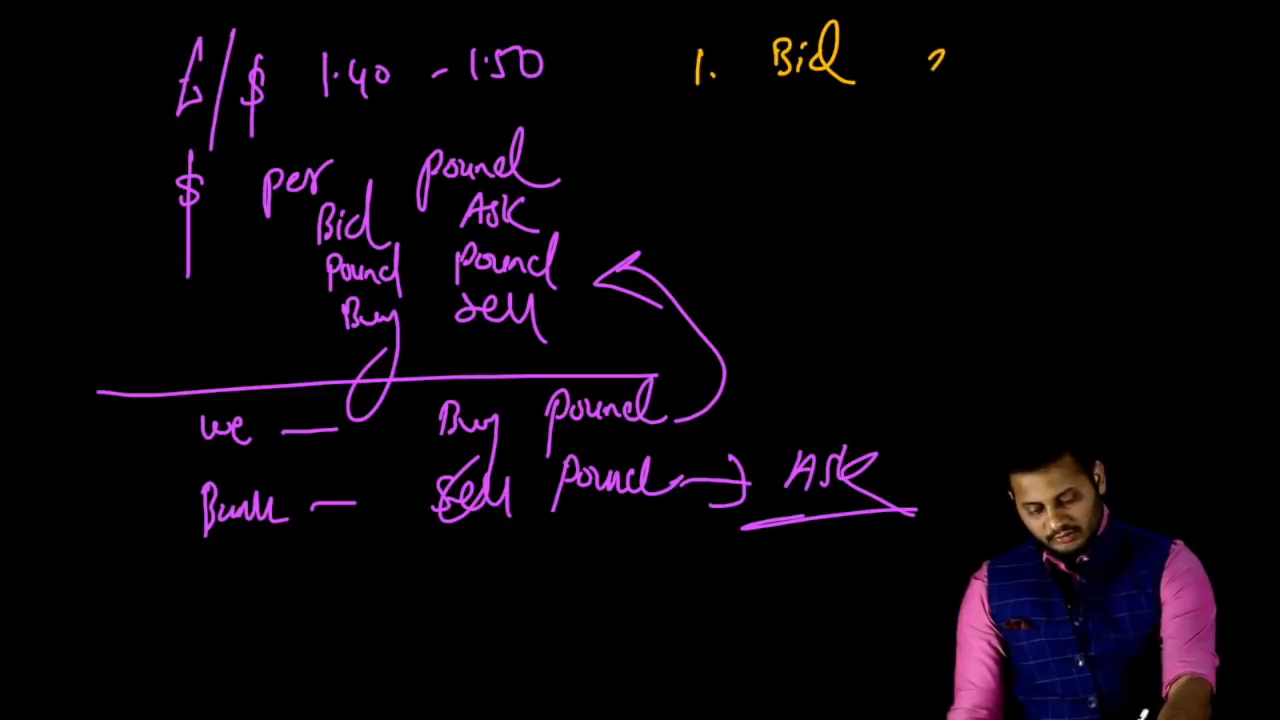 £/$ 1.40 - 1.50
$ per pound
Bid Ask
Pound pound
Buy sell
we — Buy pound
Bank — sell pound → Ask
1. Bid